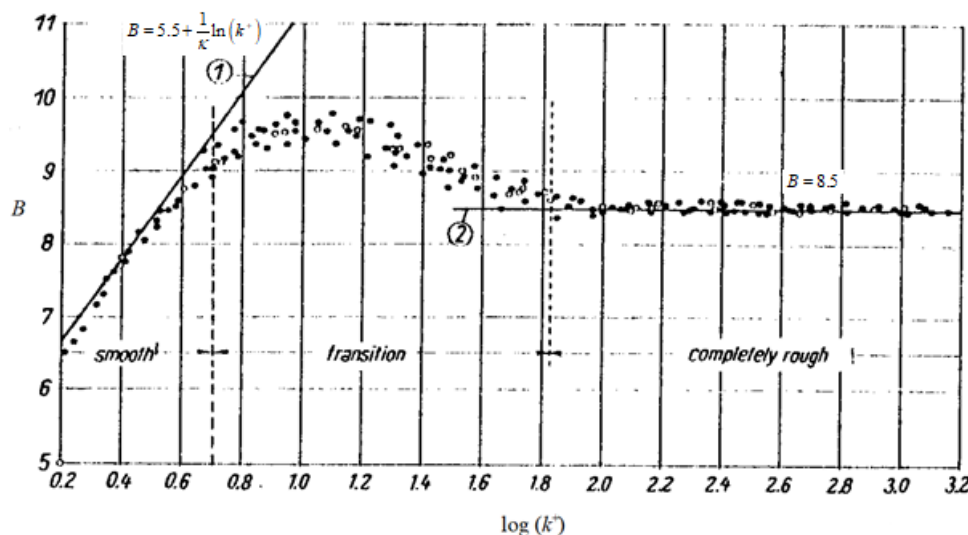 11
B = 5.5 + 1/κ ln(k⁺)
①
10
9
B
B = 8.5
②
8
7
smooth
transition
completely rough
6
5
0.2 0.4 0.6 0.8 1.0 1.2 1.4 1.6 1.8 2.0 2.2 2.4 2.6 2.8 3.0 3.2
log (k⁺)